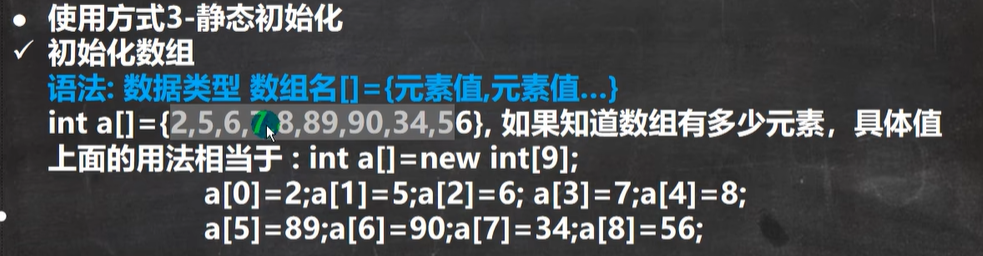 ● 使用方式3-静态初始化
✓ 初始化数组
语法: 数据类型 数组名[]={元素值,元素值...}
int a[]={2,5,6,7,8,89,90,34,56}, 如果知道数组有多少元素，具体值
上面的用法相当于 : int a[]=new int[9];
a[0]=2;a[1]=5;a[2]=6; a[3]=7;a[4]=8;
a[5]=89;a[6]=90;a[7]=34;a[8]=56;